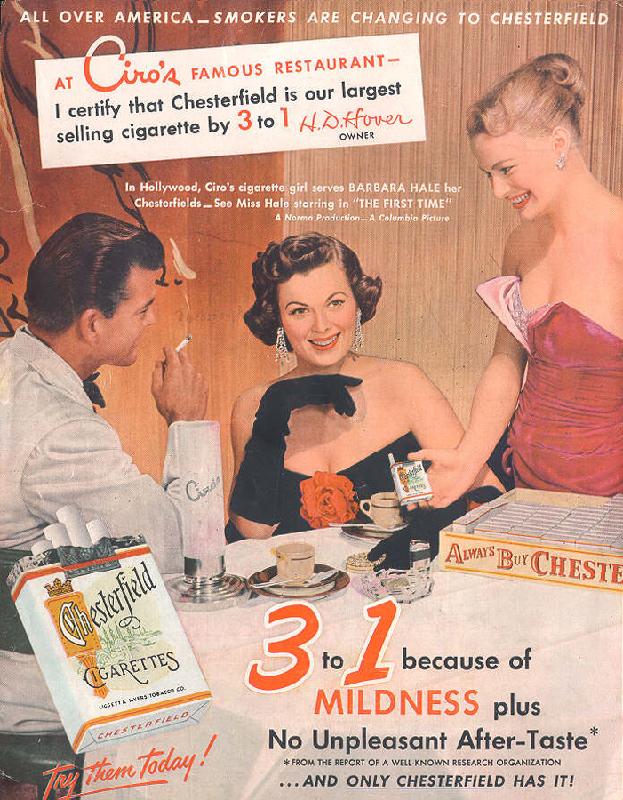 ALL OVER AMERICA—SMOKERS ARE CHANGING TO CHESTERFIELD
AT Ciro's FAMOUS RESTAURANT—
I certify that Chesterfield is our largest
selling cigarette by 3 to 1 H.D. Hover
OWNER
In Hollywood, Ciro's cigarette girl serves BARBARA HALE her
Chesterfields—See Miss Hale starring in "THE FIRST TIME"
A Norma Production—A Columbia Picture
Ciro's
Chesterfield
CIGARETTES
ALWAYS BUY CHESTE
Chesterfield
CIGARETTES
LIGGETT & MYERS TOBACCO CO.
CHESTERFIELD
Try them Today!
3 to 1 because of
MILDNESS plus
No Unpleasant After-Taste*
*FROM THE REPORT OF A WELL-KNOWN RESEARCH ORGANIZATION
...AND ONLY CHESTERFIELD HAS IT!